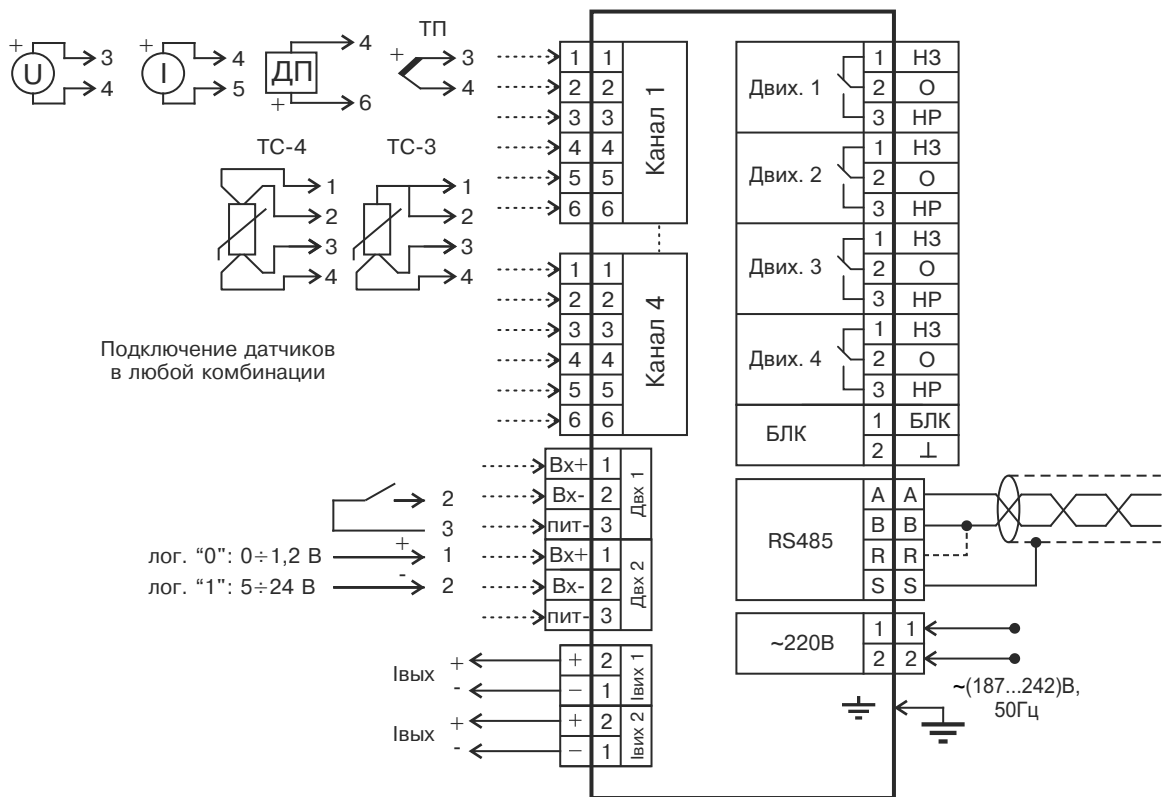 U
+
3
4
I
+
4
5
ДП
+
4
6
ТП
+
3
4
ТС-4
1
2
3
4
ТС-3
1
2
3
4
Подключение датчиков
в любой комбинации
1 1
2 2
3 3
4 4
5 5
6 6
Канал 1
1 1
2 2
3 3
4 4
5 5
6 6
Канал 4
2
3
лог. "0": 0÷1,2 В + 1
лог. "1": 5÷24 В - 2
Вх+ 1
Вх- 2
пит- 3
Двх 1
Вх+ 1
Вх- 2
пит- 3
Двх 2
Iвых + -
+ 2
− 1
Івих 1
Iвых + -
+ 2
− 1
Івих 2
Двих. 1
1 НЗ
2 О
3 НР
Двих. 2
1 НЗ
2 О
3 НР
Двих. 3
1 НЗ
2 О
3 НР
Двих. 4
1 НЗ
2 О
3 НР
БЛК
1 БЛК
2 ⊥
RS485
A A
B B
R R
S S
~220В
1 1
2 2
~(187...242)В,
50Гц